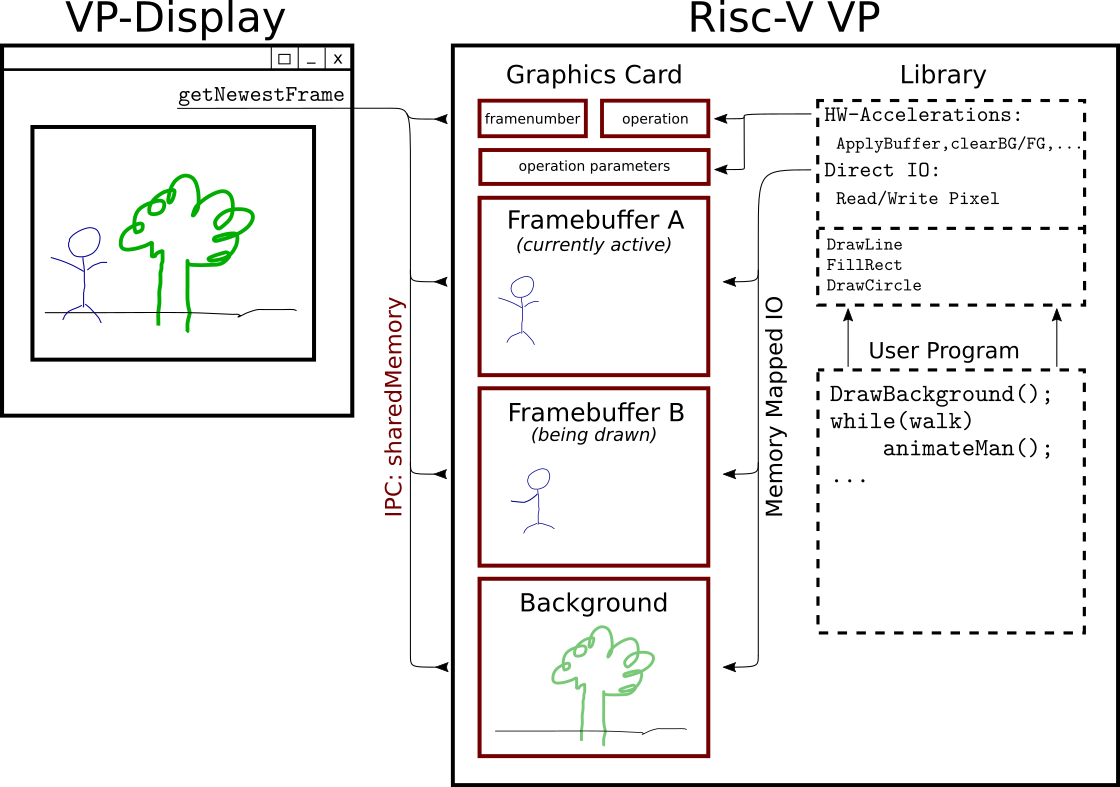 VP-Display
x
getNewestFrame
IPC: sharedMemory
Risc-V VP
Graphics Card
framenumber
operation
operation parameters
Framebuffer A
(currently active)
Framebuffer B
(being drawn)
Background
Memory Mapped IO
Library
HW-Accelerations:
ApplyBuffer,clearBG/FG,...
Direct IO:
Read/Write Pixel
DrawLine
FillRect
DrawCircle
User Program
DrawBackground();
while(walk)
animateMan();
...